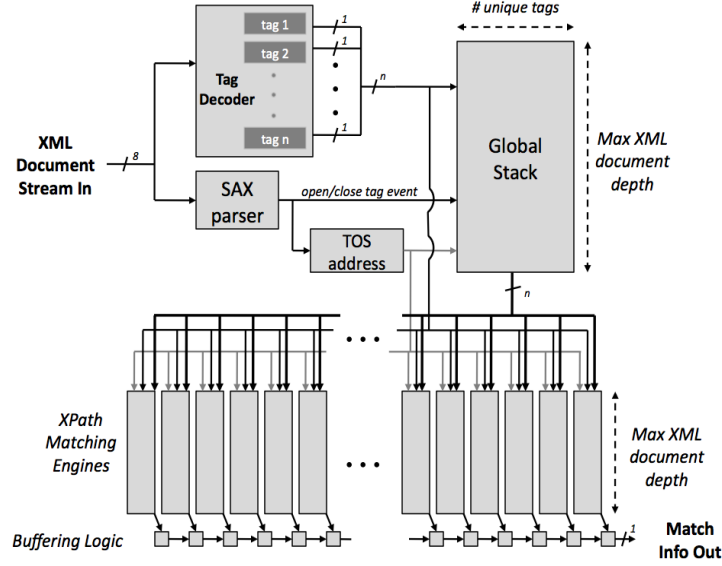 # unique tags
tag 1
1
tag 2
1
Tag
Decoder
n
tag n
1
XML
Document
Stream In
8
Global
Stack
Max XML
document
depth
SAX
parser
open/close tag event
TOS
address
n
XPath
Matching
Engines
Max XML
document
depth
Buffering Logic
1
Match
Info Out